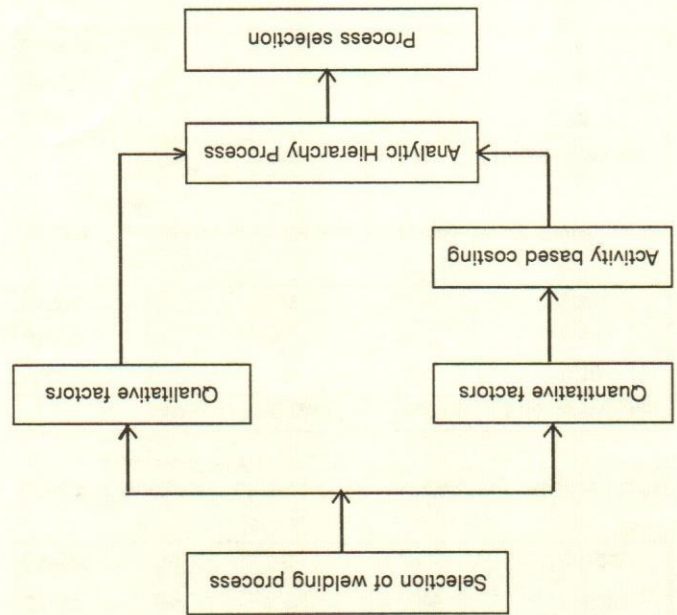 Selection of welding process
Quantitative factors
Qualitative factors
Activity based costing
Analytic Hierarchy Process
Process selection